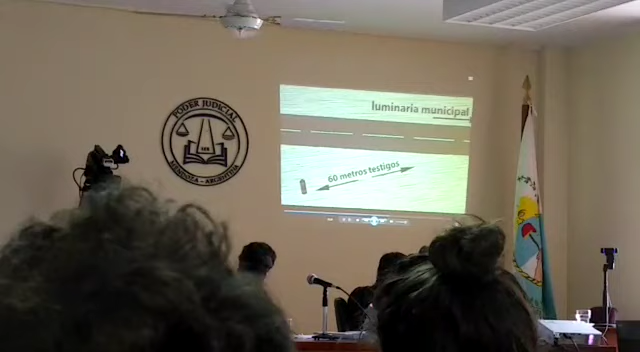 PODER JUDICIAL
MENDOZA - ARGENTINA
luminaria municipal
60 metros testigos